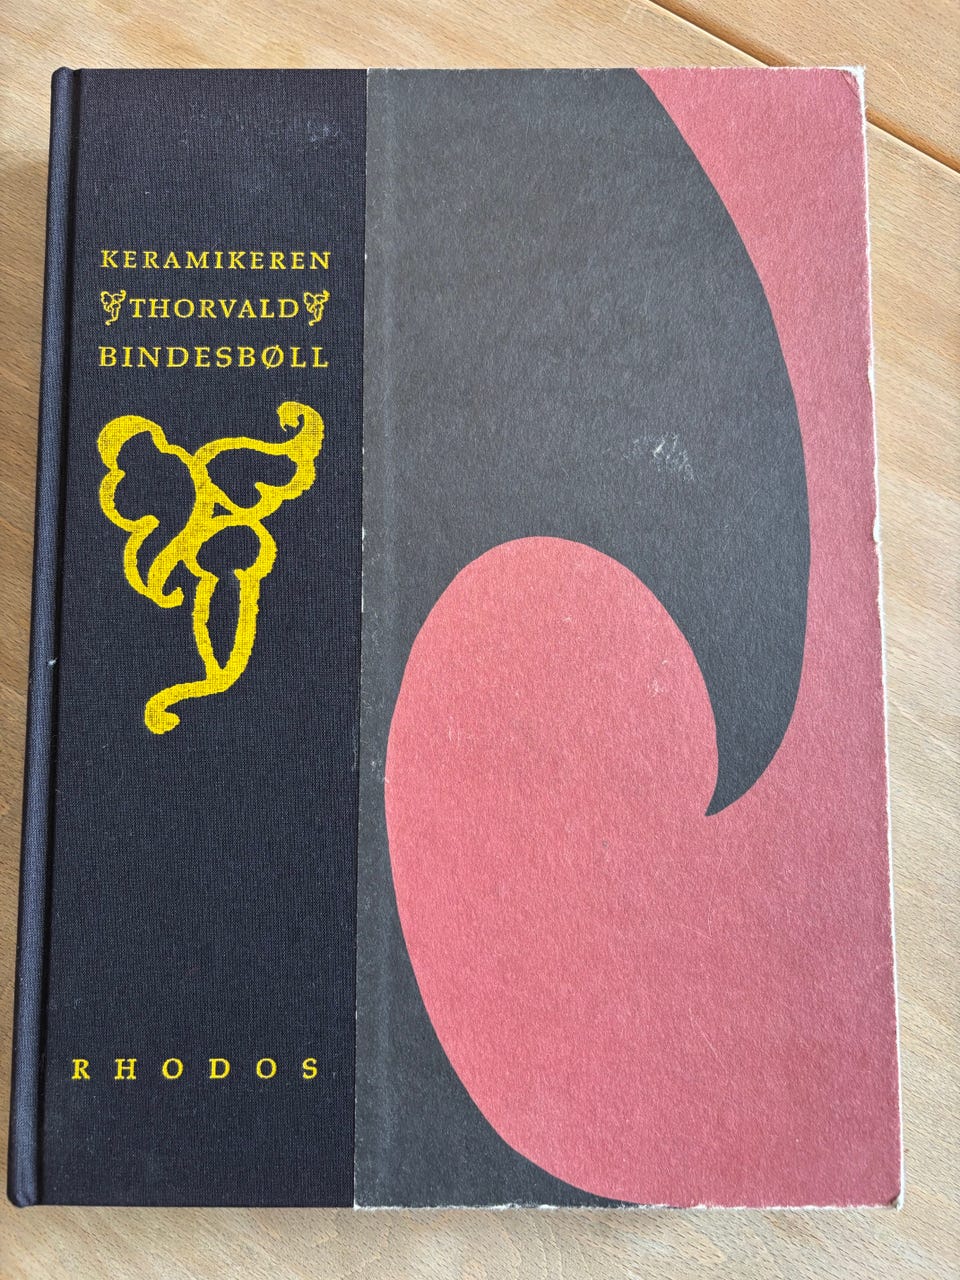 KERAMIKEREN
THORVALD
BINDESBØLL
RHODOS